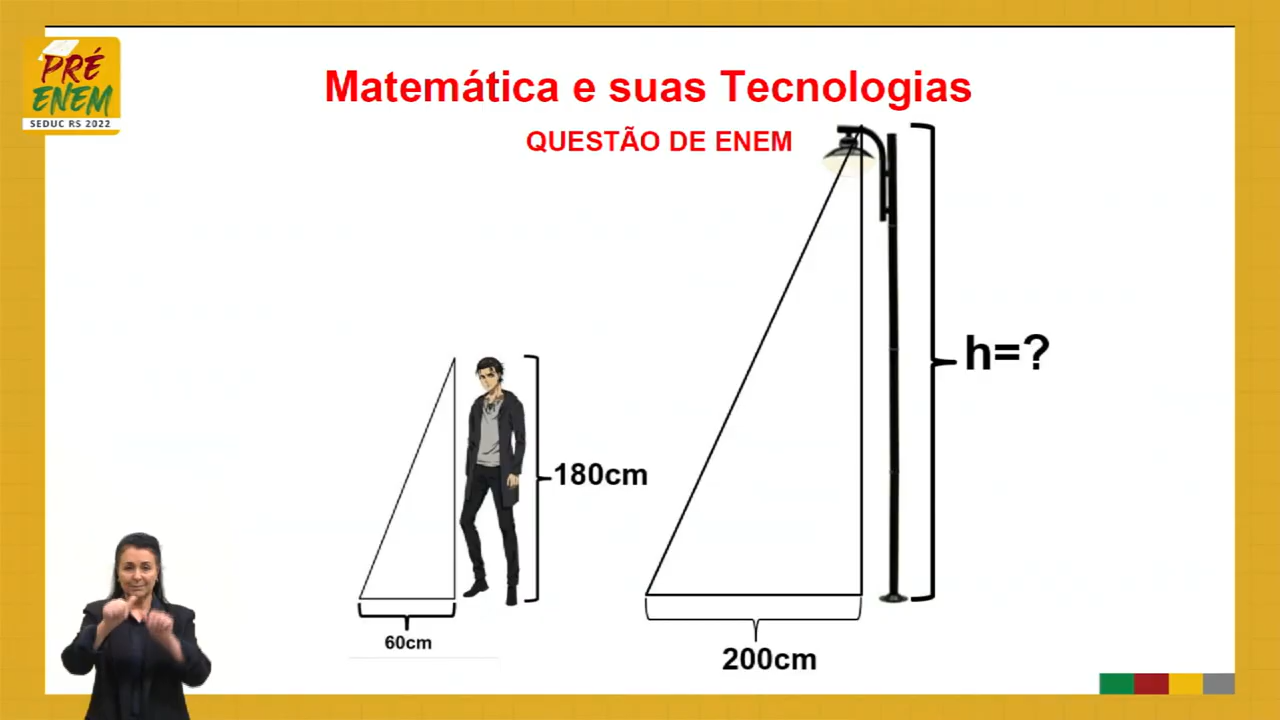 PRÉ
ENEM
SEDUC RS 2022
Matemática e suas Tecnologias
QUESTÃO DE ENEM
h=?
180cm
60cm
200cm